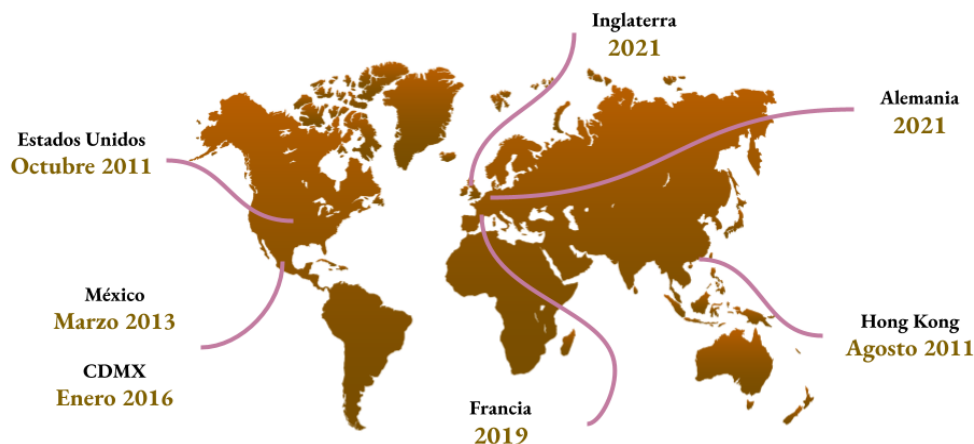 Inglaterra
2021
Alemania
2021
Estados Unidos
Octubre 2011
México
Marzo 2013
CDMX
Enero 2016
Hong Kong
Agosto 2011
Francia
2019